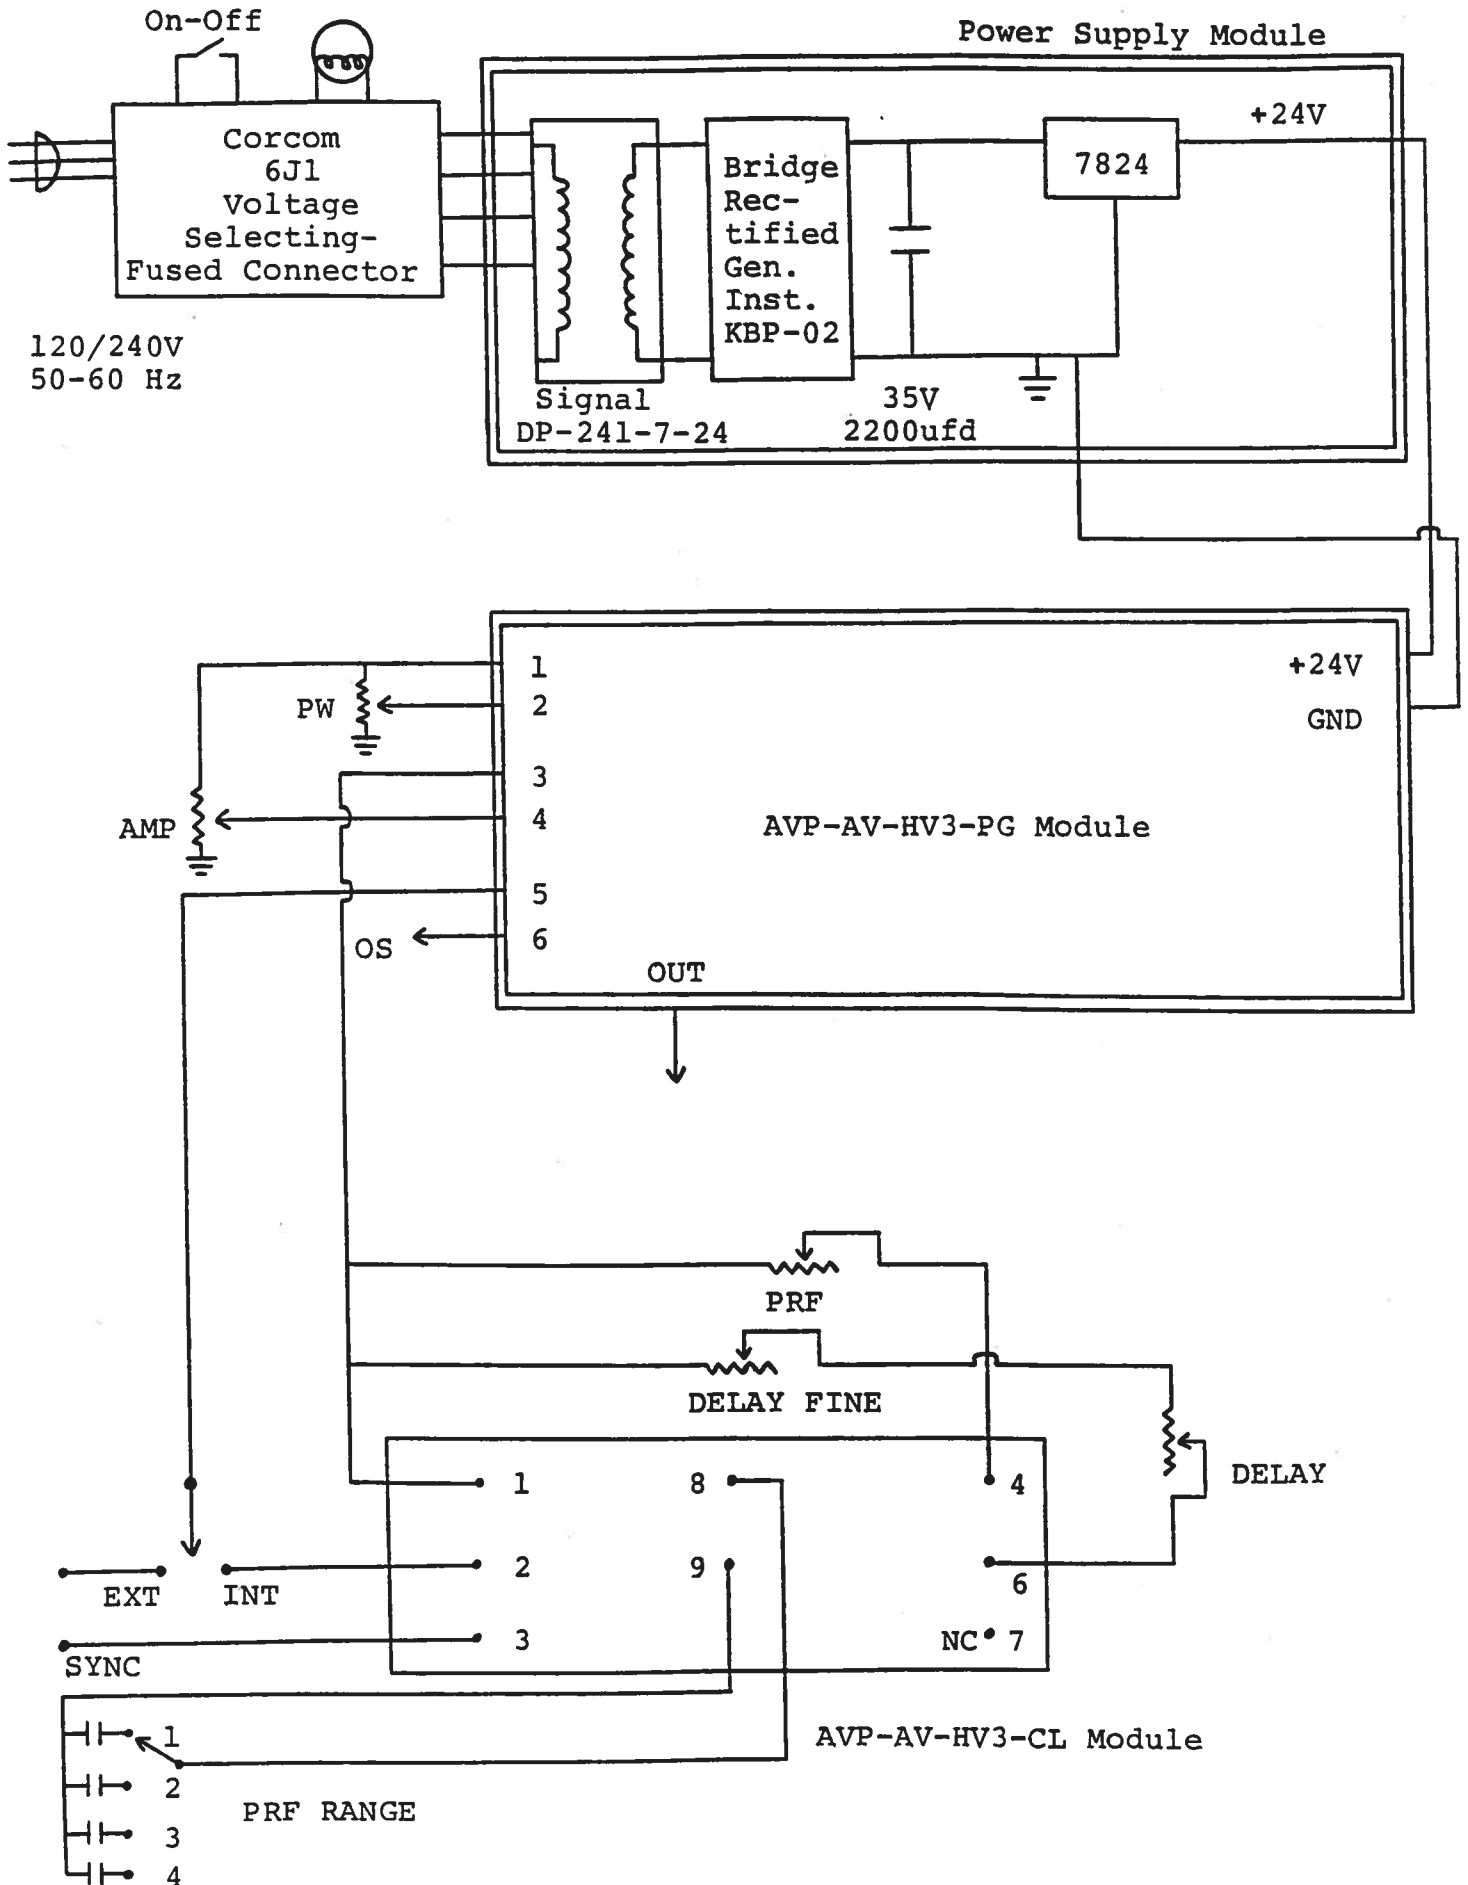 On-Off
Power Supply Module
Corcom
6J1
Voltage
Selecting-
Fused Connector
120/240V
50-60 Hz
Signal
DP-241-7-24
Bridge
Rec-
tified
Gen.
Inst.
KBP-02
35V
2200ufd
7824
+24V
1
2
3
4
5
6
PW
AMP
OS
OUT
AVP-AV-HV3-PG Module
+24V
GND
PRF
DELAY FINE
DELAY
1
2
3
8
9
4
6
NC 7
EXT
INT
SYNC
AVP-AV-HV3-CL Module
1
2
3
4
PRF RANGE